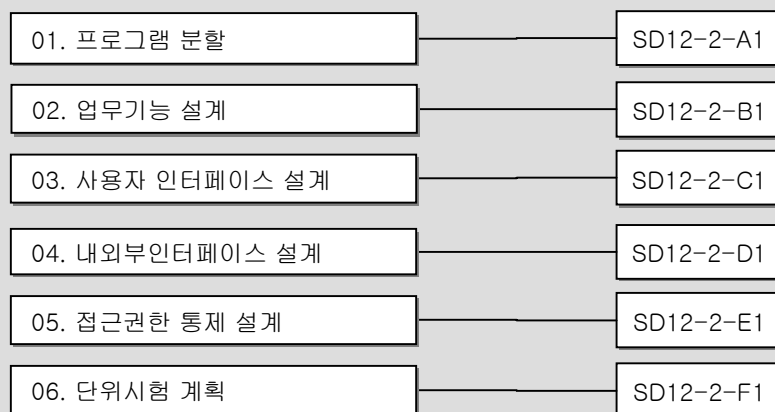 01. 프로그램 분할
SD12-2-A1
02. 업무기능 설계
SD12-2-B1
03. 사용자 인터페이스 설계
SD12-2-C1
04. 내외부인터페이스 설계
SD12-2-D1
05. 접근권한 통제 설계
SD12-2-E1
06. 단위시험 계획
SD12-2-F1